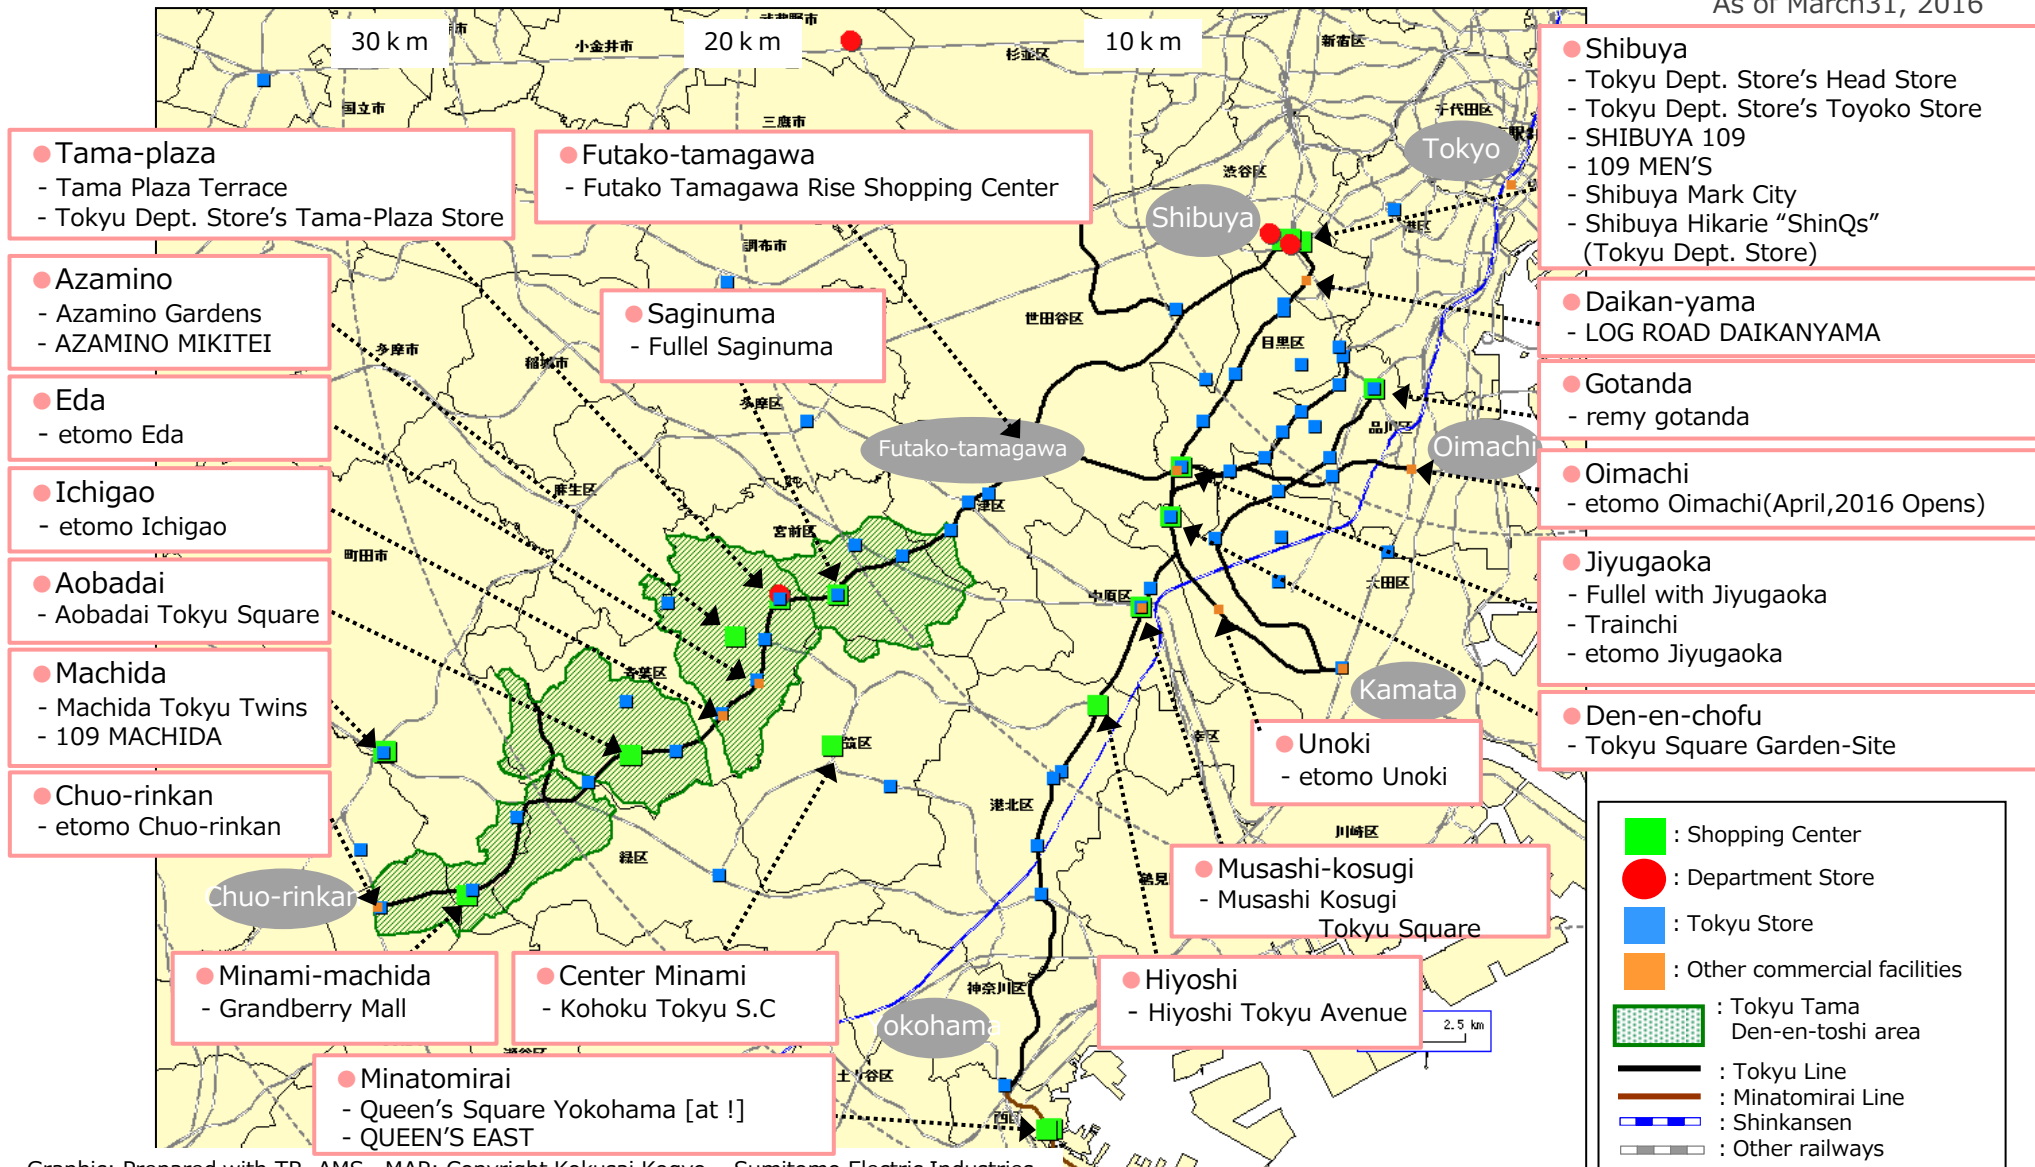 As of March31, 2016
30ｋｍ
20ｋｍ
10ｋｍ
小金井市
杉並区
新宿区
国立市
三鷹市
千代田区
渋谷区
港区
調布市
世田谷区
目黒区
多摩市
稲城市
多摩区
品川区
麻生区
宮前区
町田市
中原区
大田区
青葉区
港北区
川崎区
緑区
神奈川区
Tokyo
Shibuya
Futako-tamagawa
Oimachi
Kamata
Chuo-rinkan
Yokohama
Tama-plaza
- Tama Plaza Terrace
- Tokyu Dept. Store's Tama-Plaza Store
Futako-tamagawa
- Futako Tamagawa Rise Shopping Center
Shibuya
- Tokyu Dept. Store's Head Store
- Tokyu Dept. Store's Toyoko Store
- SHIBUYA 109
- 109 MEN'S
- Shibuya Mark City
- Shibuya Hikarie “ShinQs”
(Tokyu Dept. Store)
Azamino
- Azamino Gardens
- AZAMINO MIKITEI
Saginuma
- Fullel Saginuma
Daikan-yama
- LOG ROAD DAIKANYAMA
Eda
- etomo Eda
Gotanda
- remy gotanda
Ichigao
- etomo Ichigao
Oimachi
- etomo Oimachi(April,2016 Opens)
Aobadai
- Aobadai Tokyu Square
Jiyugaoka
- Fullel with Jiyugaoka
- Trainchi
- etomo Jiyugaoka
Machida
- Machida Tokyu Twins
- 109 MACHIDA
Den-en-chofu
- Tokyu Square Garden-Site
Unoki
- etomo Unoki
Chuo-rinkan
- etomo Chuo-rinkan
Musashi-kosugi
- Musashi Kosugi
Tokyu Square
Minami-machida
- Grandberry Mall
Center Minami
- Kohoku Tokyu S.C
Hiyoshi
- Hiyoshi Tokyu Avenue
Minatomirai
- Queen's Square Yokohama [at !]
- QUEEN'S EAST
2.5 km
: Shopping Center
: Department Store
: Tokyu Store
: Other commercial facilities
: Tokyu Tama
Den-en-toshi area
: Tokyu Line
: Minatomirai Line
: Shinkansen
: Other railways